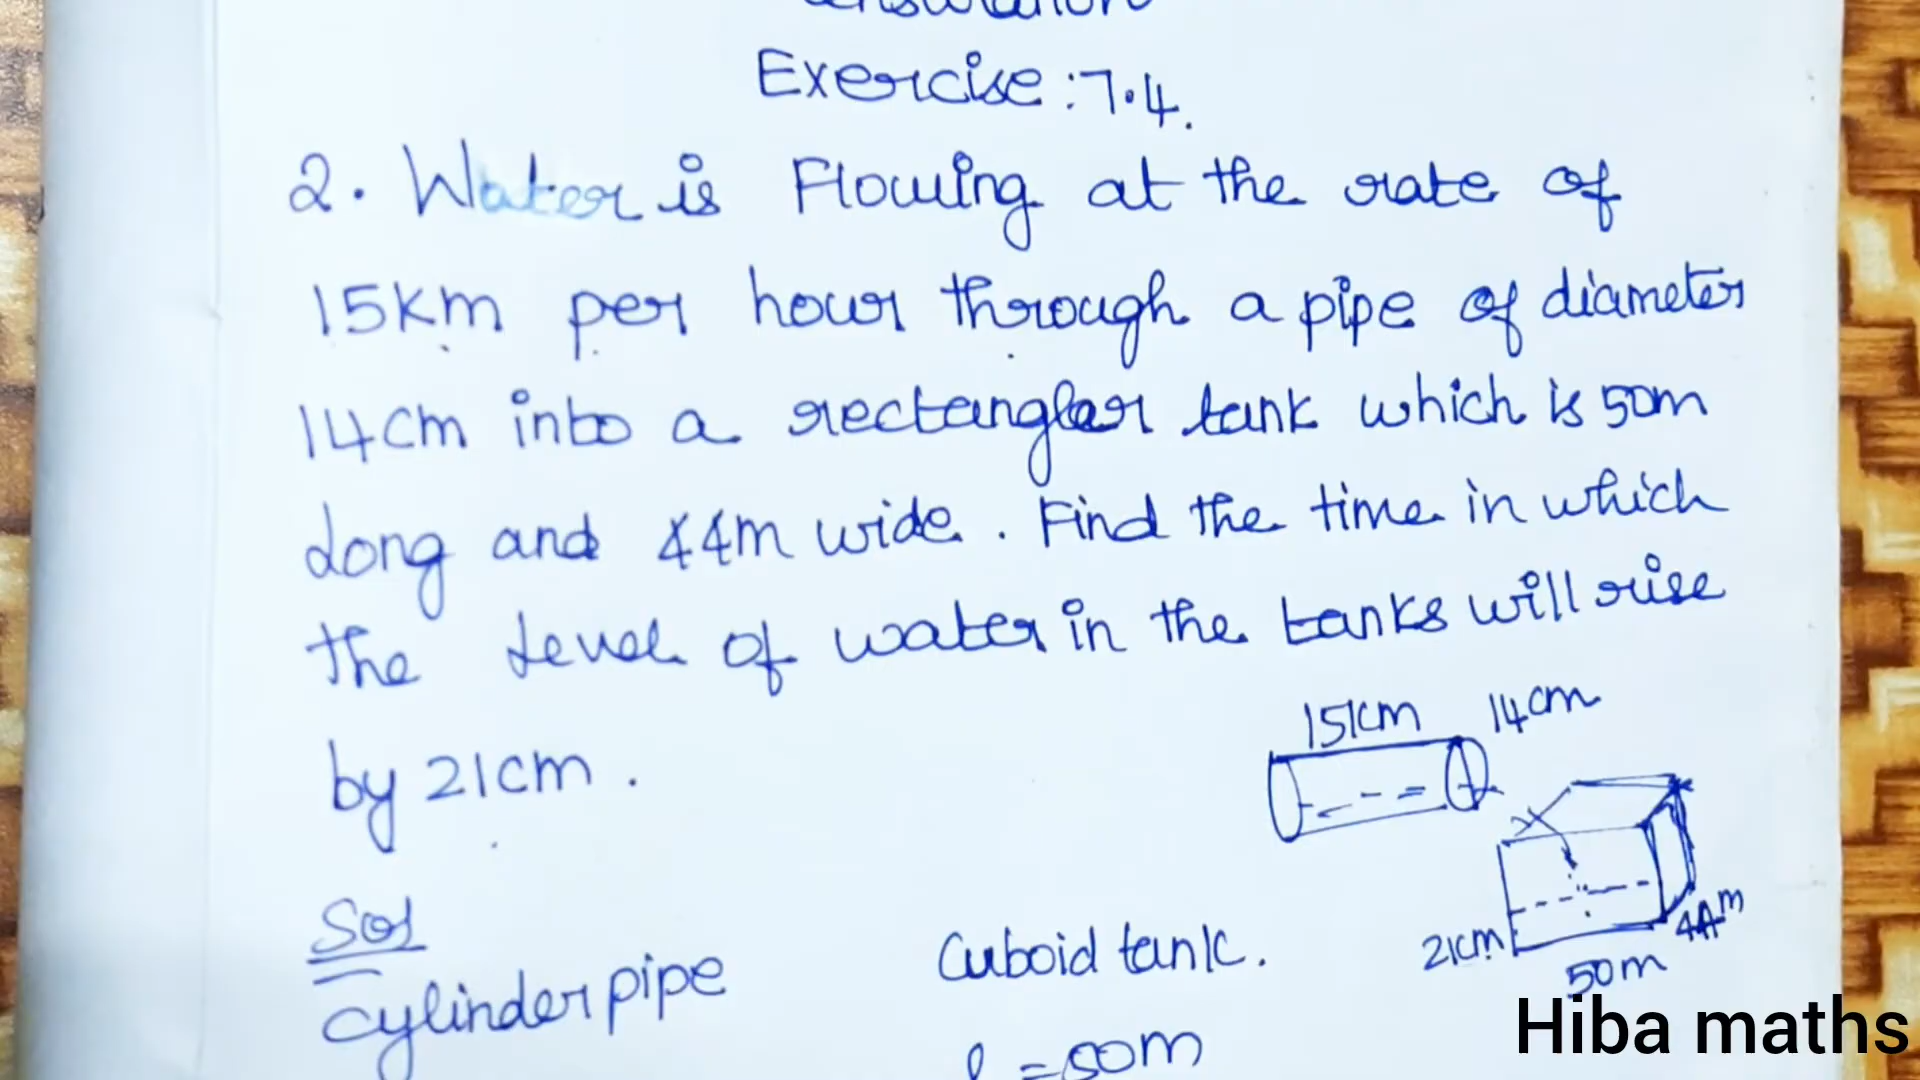 Exercise : 7.4.
2. Water is Flowing at the rate of
15km per hour through a pipe of diameter
14cm into a rectanglar tank which is 50m
long and 44m wide. Find the time in which
the level of water in the tanks will rise
by 21cm.
15km 14cm
Sol
Cylinder pipe
Cuboid tank.
21cm
44m
50m
l = 50m
Hiba maths